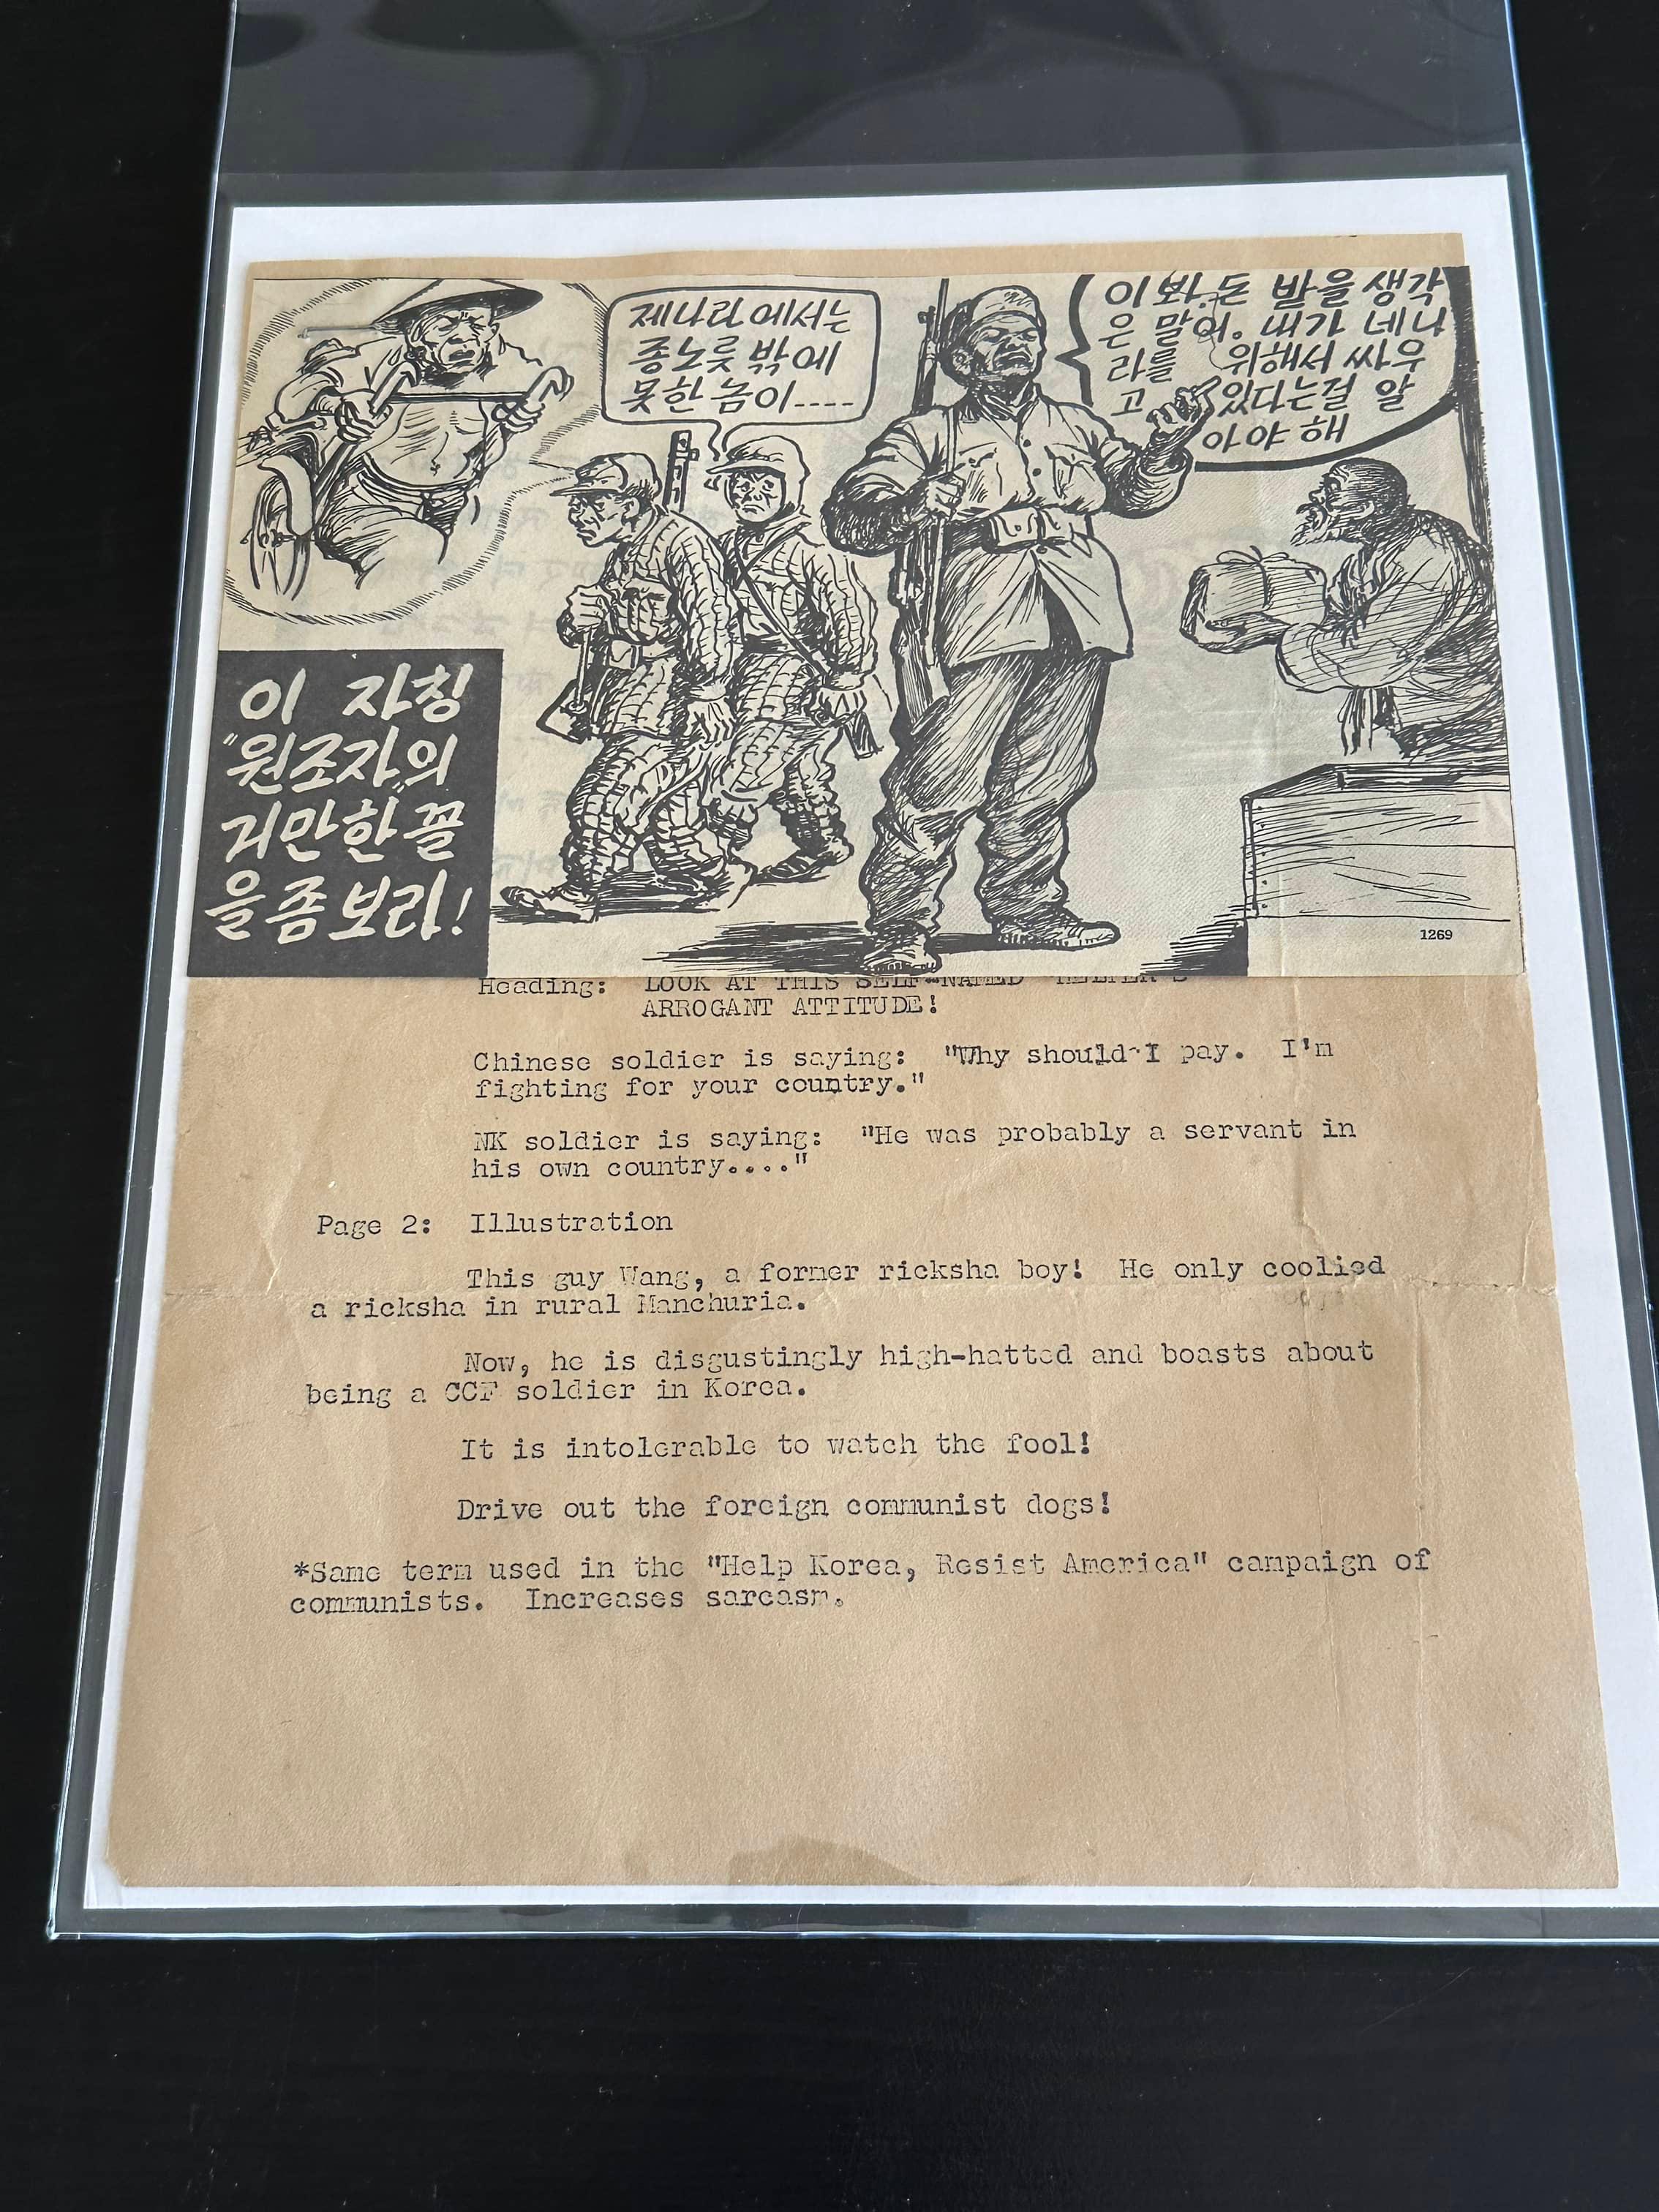 제나라에서는
종노릇밖에
못한놈이----
이봐. 돈 받을생각
은 말어. 내가 네나
라를 위해서 싸우
고 있다는걸 알
아야 해
이 자칭
"원조자"의
거만한 꼴
을좀보라!
1269
Heading: LOOK AT THIS SELF-NAMED HELPER'S
ARROGANT ATTITUDE!
Chinese soldier is saying: "Why should I pay. I'm
fighting for your country."
NK soldier is saying: "He was probably a servant in
his own country...."
Page 2: Illustration
This guy Wang, a former ricksha boy! He only coolied
a ricksha in rural Manchuria.
Now, he is disgustingly high-hatted and boasts about
being a CCF soldier in Korea.
It is intolerable to watch the fool!
Drive out the foreign communist dogs!
*Same term used in the "Help Korea, Resist America" campaign of
communists. Increases sarcasm.